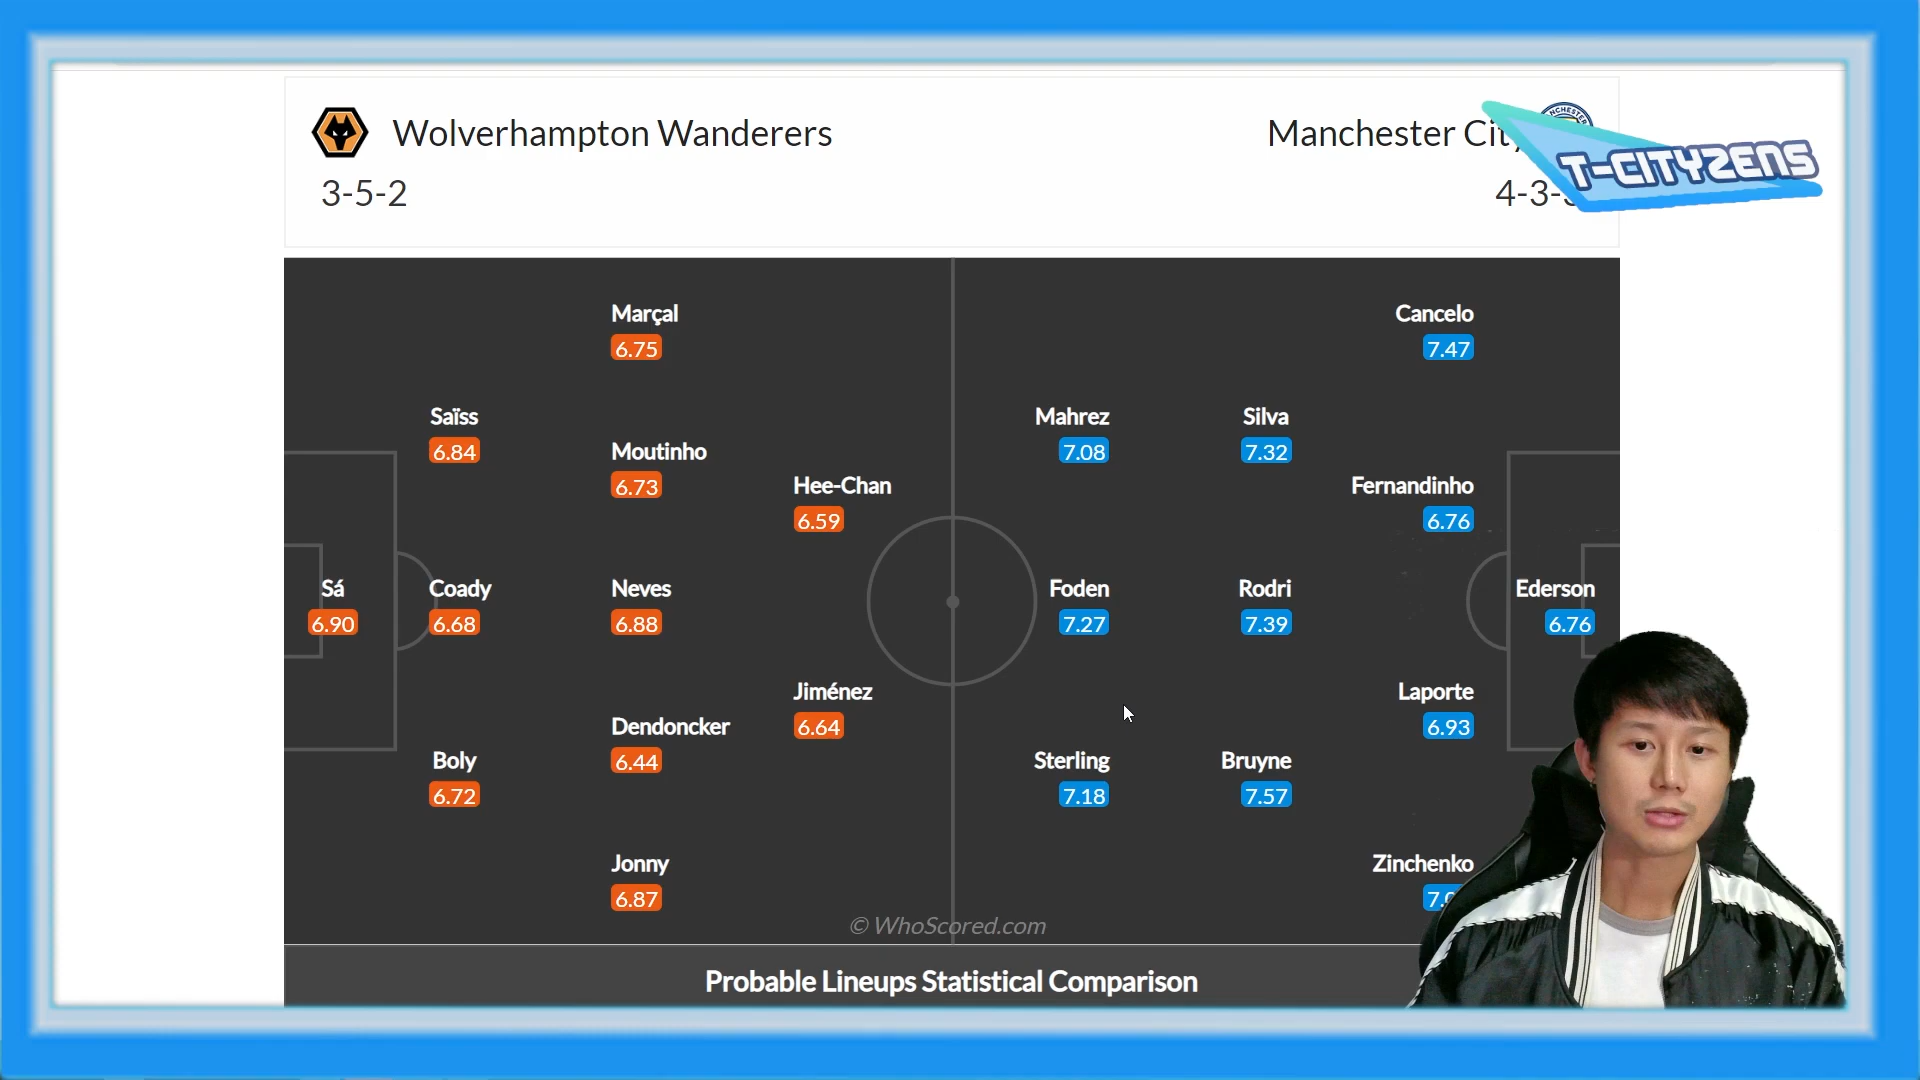 Wolverhampton Wanderers
3-5-2
Manchester City
4-3-
T-CITYZENS
Marçal
6.75
Saïss
6.84
Moutinho
6.73
Hee-Chan
6.59
Sá
6.90
Coady
6.68
Neves
6.88
Jiménez
6.64
Dendoncker
6.44
Boly
6.72
Jonny
6.87
Cancelo
7.47
Mahrez
7.08
Silva
7.32
Fernandinho
6.76
Foden
7.27
Rodri
7.39
Ederson
6.76
Laporte
6.93
Sterling
7.18
Bruyne
7.57
Zinchenko
© WhoScored.com
Probable Lineups Statistical Comparison